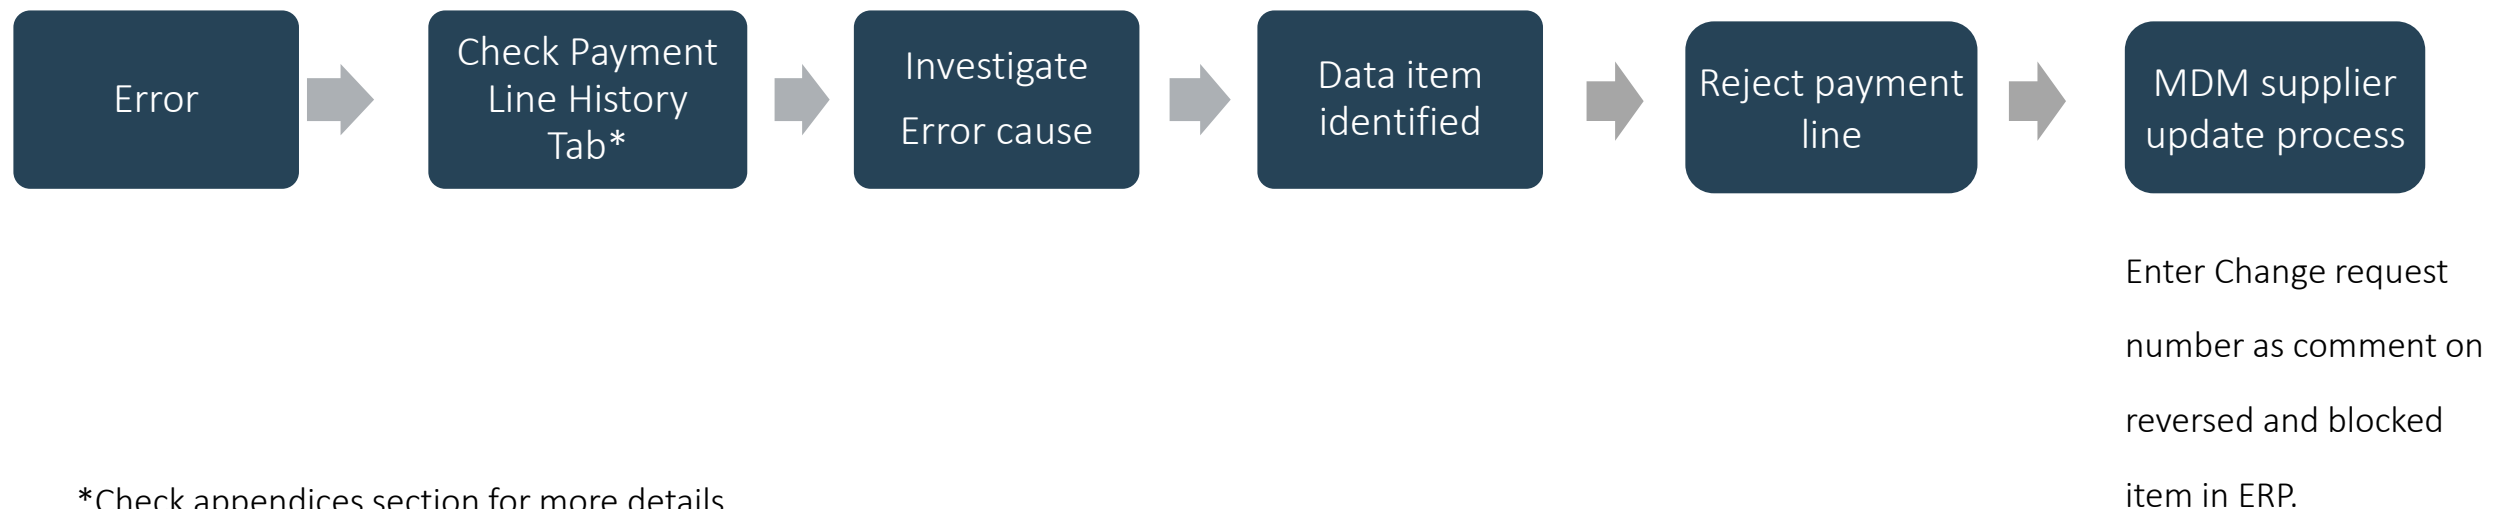 Error
Check Payment
Line History
Tab*
Investigate
Error cause
Data item
identified
Reject payment
line
MDM supplier
update process
Enter Change request
number as comment on
reversed and blocked
item in ERP.
*Check appendices section for more details